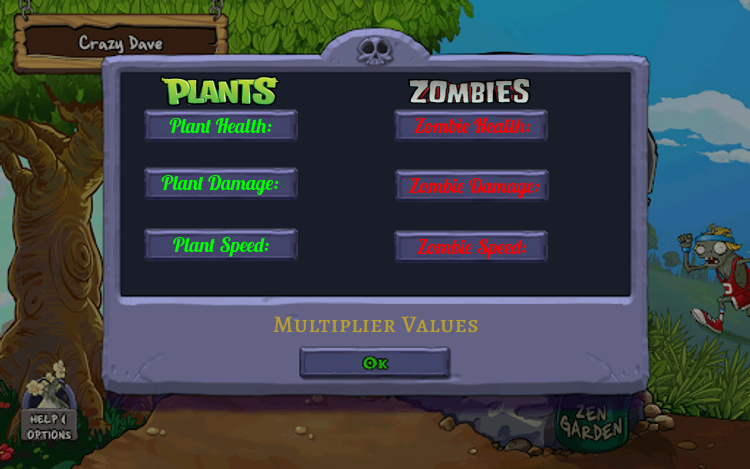 Crazy Dave
PLANTS
ZOMBIES
Plant Health:
Zombie Health:
Plant Damage:
Zombie Damage:
Plant Speed:
Zombie Speed:
Multiplier Values
Ok
HELP &
OPTIONS
ZEN
GARDEN